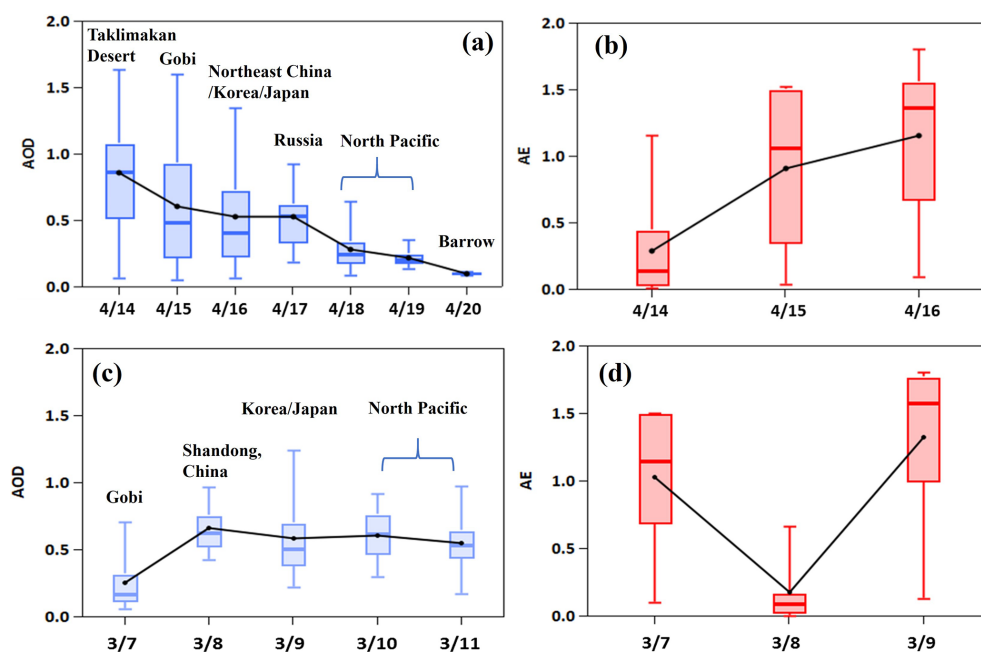 2.0
1.5
1.0
0.5
0.0
AOD
(a)
Taklimakan
Desert
Gobi
Northeast China
/Korea/Japan
Russia
North Pacific
Barrow
4/14 4/15 4/16 4/17 4/18 4/19 4/20
2.0
1.5
1.0
0.5
0.0
AE
(b)
4/14 4/15 4/16
2.0
1.5
1.0
0.5
0.0
AOD
(c)
Gobi
Shandong,
China
Korea/Japan
North Pacific
3/7 3/8 3/9 3/10 3/11
2.0
1.5
1.0
0.5
0.0
AE
(d)
3/7 3/8 3/9